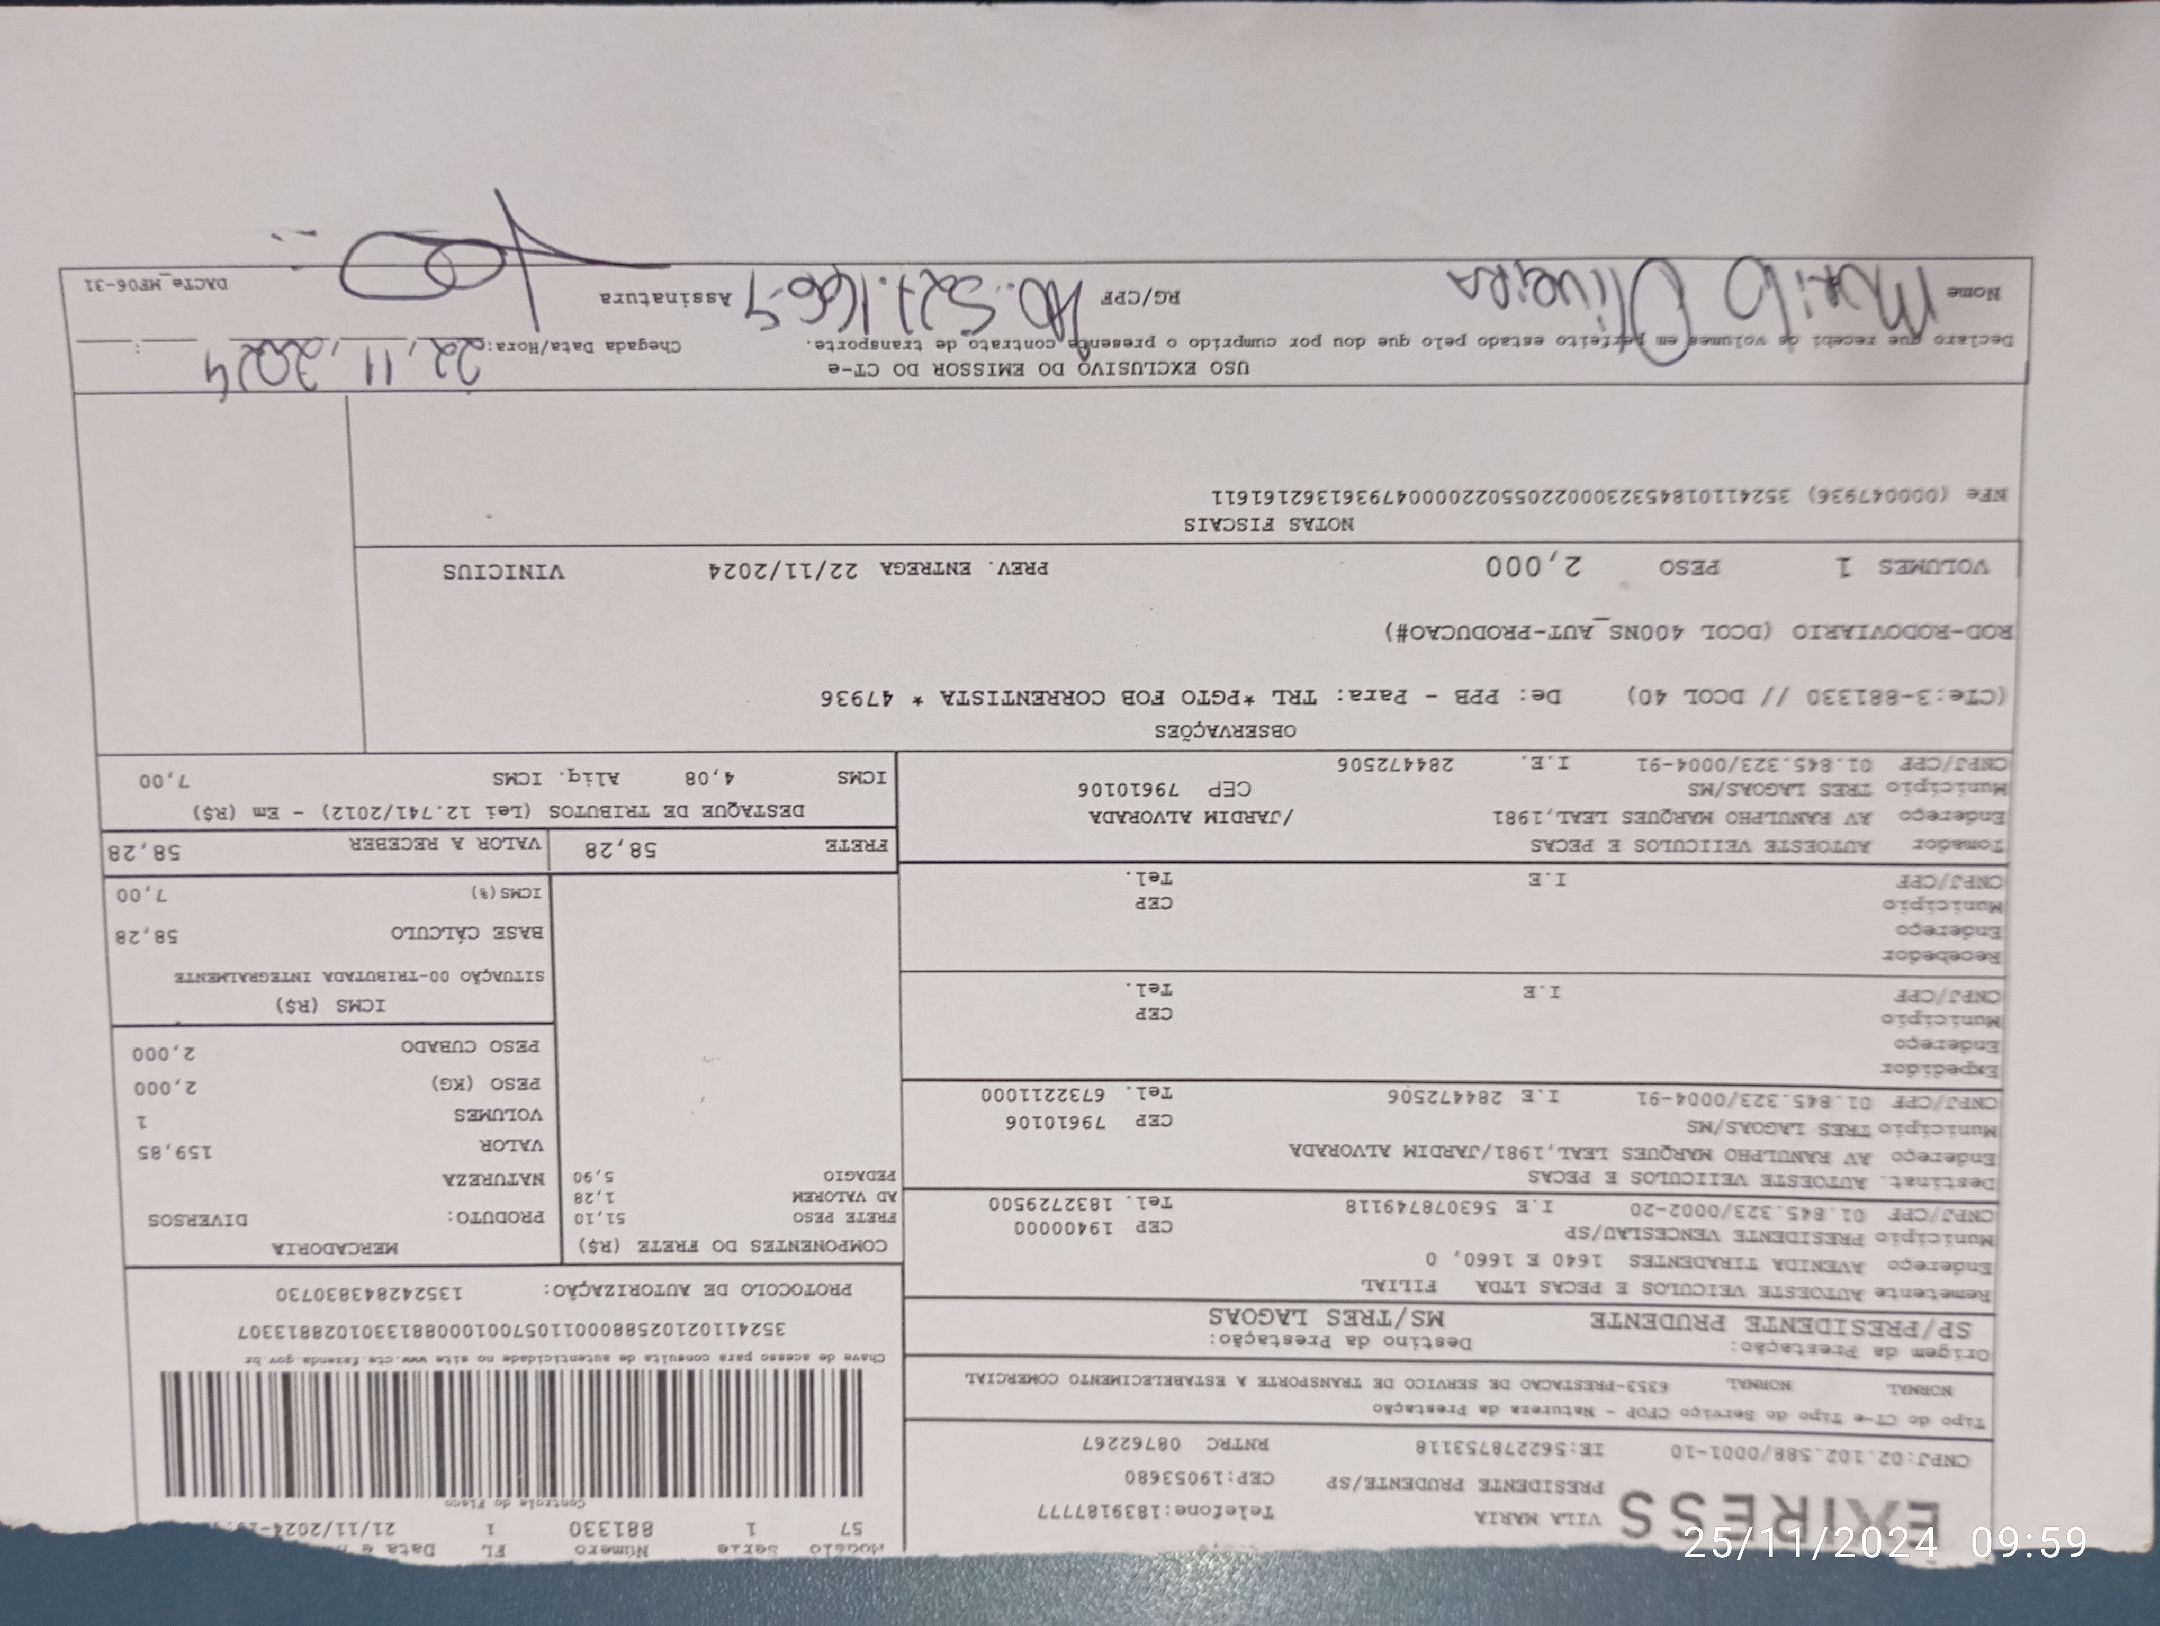 Modelo Serie Número FL Data e
57 1 881330 1 21/11/2024
Controle do Fisco
EXIRESS
VILA MARIA Telefone:1839187777
PRESIDENTE PRUDENTE/SP CEP:19053680
CNPJ:02.102.588/0001-10 IE:562278753118 RNTRC 08762267
Tipo do CT-e Tipo do Serviço CFOP - Natureza da Prestação
NORMAL NORMAL 6353-PRESTACAO DE SERVICO DE TRANSPORTE A ESTABELECIMENTO COMERCIAL
Chave de acesso para consulta de autenticidade no site www.cte.fazenda.gov.br
35241102102588000110570010008813301028813307
PROTOCOLO DE AUTORIZAÇÃO: 135242843830730
Origem da Prestação: Destino da Prestação:
SP/PRESIDENTE PRUDENTE MS/TRES LAGOAS
Remetente AUTOESTE VEICULOS E PECAS LTDA FILIAL
Endereço AVENIDA TIRADENTES 1640 E 1660, 0
Município PRESIDENTE VENCESLAU/SP CEP 19400000
CNPJ/CPF 01.845.323/0002-20 I.E 563078749118 Tel. 1832729500
Destinat. AUTOESTE VEIICULOS E PECAS
Endereço AV RANULPHO MARQUES LEAL,1981/JARDIM ALVORADA
Município TRES LAGOAS/MS CEP 79610106
CNPJ/CPF 01.845.323/0004-91 I.E 284472506 Tel. 6732211000
Expedidor
Endereço
Município CEP
CNPJ/CPF I.E Tel.
Recebedor
Endereço
Município CEP
CNPJ/CPF I.E Tel.
Tomador AUTOESTE VEIICULOS E PECAS
Endereço AV RANULPHO MARQUES LEAL,1981 /JARDIM ALVORADA
Município TRES LAGOAS/MS CEP 79610106
CNPJ/CPF 01.845.323/0004-91 I.E. 284472506
COMPONENTES DO FRETE (R$)
FRETE PESO 51,10
AD VALOREM 1,28
PEDAGIO 5,90
MERCADORIA
PRODUTO: DIVERSOS
NATUREZA
VALOR 159,85
VOLUMES 1
PESO (KG) 2,000
PESO CUBADO 2,000
ICMS (R$)
SITUAÇÃO 00-TRIBUTADA INTEGRALMENTE
BASE CÁLCULO 58,28
ICMS(%) 7,00
FRETE 58,28 VALOR A RECEBER 58,28
DESTAQUE DE TRIBUTOS (Lei 12.741/2012) - Em (R$)
ICMS 4,08 Aliq. ICMS 7,00
OBSERVAÇÕES
(CTe:3-881330 // DCOL 40) De: PPB - Para: TRL *PGTO FOB CORRENTISTA * 47936
ROD-RODOVIARIO (DCOL 400NS_AUT-PRODUCAO#)
VOLUMES 1 PESO 2,000 PREV. ENTREGA 22/11/2024 VINICIUS
NOTAS FISCAIS
NFe (000047936) 35241101845323000220550220000479361362161611
USO EXCLUSIVO DO EMISSOR DO CT-e
Declaro que recebi os volumes em perfeito estado pelo que dou por cumprido o presente contrato de transporte. Chegada Data/Hora: 22/11/2024
Nome Murilo Oliveira RG/CPF Assinatura
DACTe_MF06-31
25/11/2024 09:59